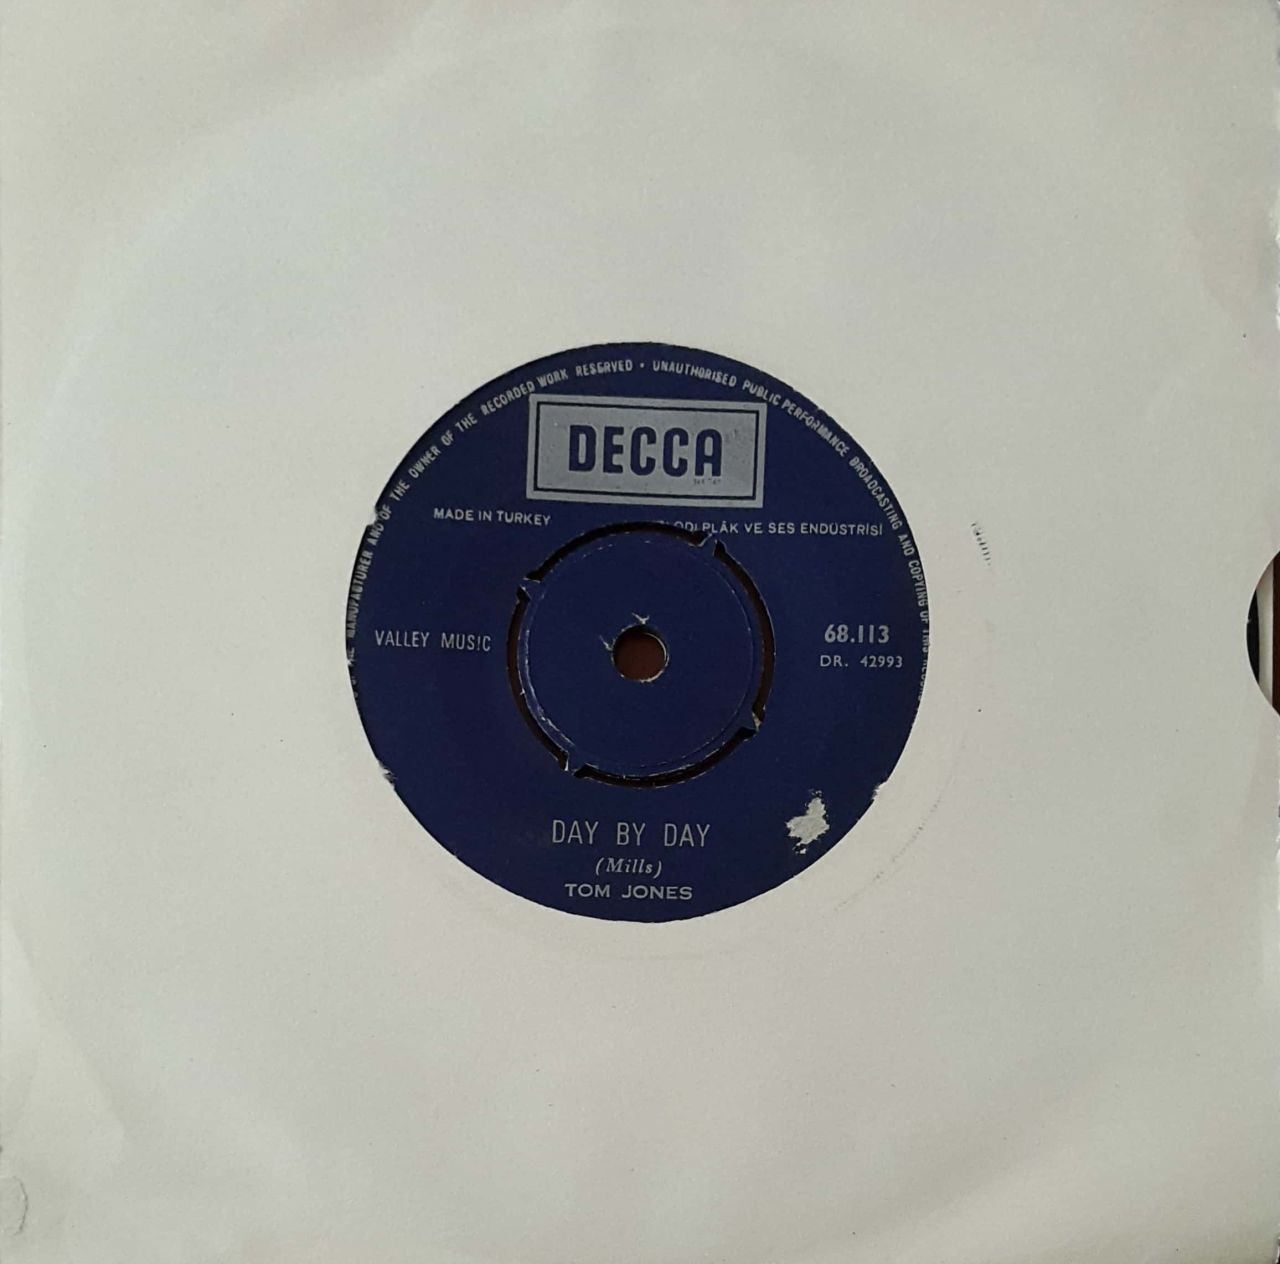 MANUFACTURER AND OF THE OWNER OF THE RECORDED WORK RESERVED • UNAUTHORISED PUBLIC PERFORMANCE BROADCASTING AND COPYING OF THIS
DECCA
MADE IN TURKEY
PLÂK VE SES ENDÜSTRİSİ
VALLEY MUSIC
68.113
DR. 42993
DAY BY DAY
(Mills)
TOM JONES